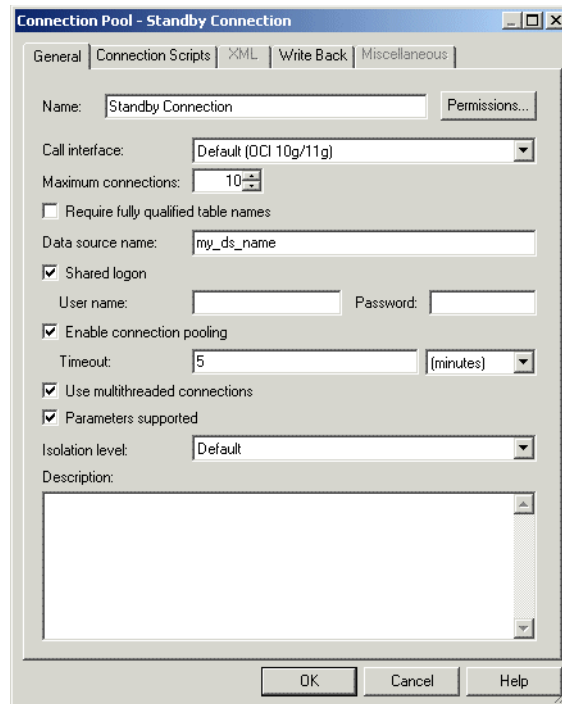 Connection Pool - Standby Connection
General Connection Scripts XML Write Back Miscellaneous
Name: Standby Connection Permissions...
Call interface: Default (OCI 10g/11g)
Maximum connections: 10
Require fully qualified table names
Data source name: my_ds_name
Shared logon
User name: Password:
Enable connection pooling
Timeout: 5 (minutes)
Use multithreaded connections
Parameters supported
Isolation level: Default
Description:
OK Cancel Help